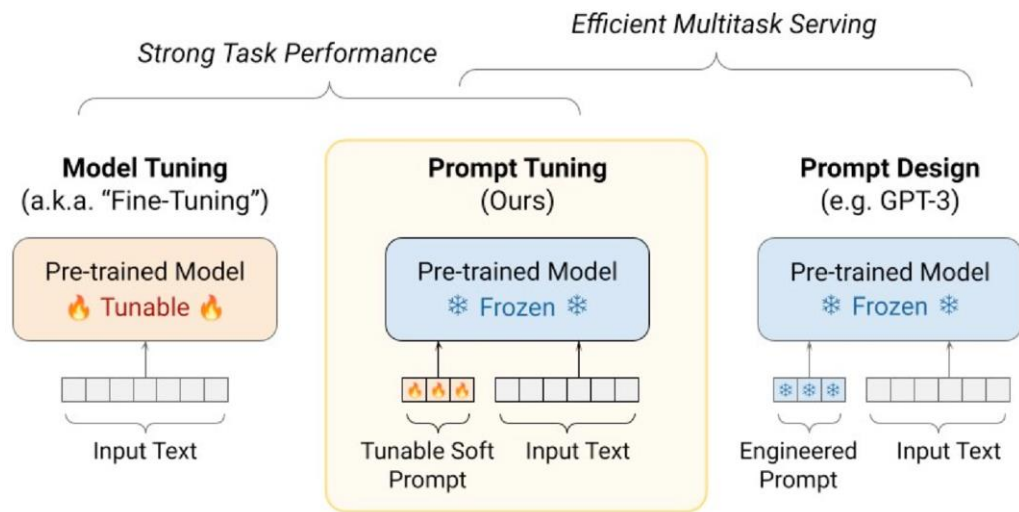 Efficient Multitask Serving
Strong Task Performance
Model Tuning
(a.k.a. “Fine-Tuning”)
Pre-trained Model
🔥 Tunable 🔥
Input Text
Prompt Tuning
(Ours)
Pre-trained Model
❄ Frozen ❄
Tunable Soft
Prompt
Input Text
Prompt Design
(e.g. GPT-3)
Pre-trained Model
❄ Frozen ❄
Engineered
Prompt
Input Text